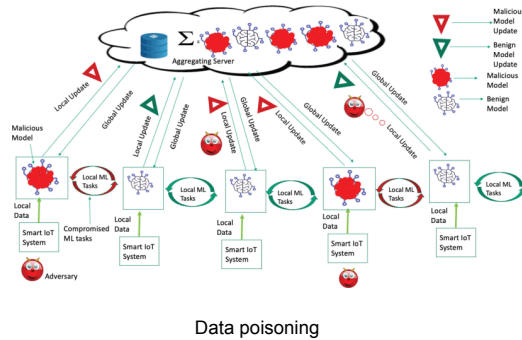 Malicious
Model
Update
Benign
Model
Update
Malicious
Model
Benign
Model
Σ
Aggregating Server
Local Update
Global Update
Local Update
Global Update
Local Update
Global Update
Local Update
Global Update
Global Update
Local Update
Malicious
Model
Local ML
Tasks
Local ML
Tasks
Local ML
Tasks
Local ML
Tasks
Local ML
Tasks
Local
Data
Compromised
ML tasks
Local
Data
Local
Data
Local
Data
Local
Data
Smart IoT
System
Smart IoT
System
Smart IoT
System
Smart IoT
System
Smart IoT
System
Adversary
Data poisoning